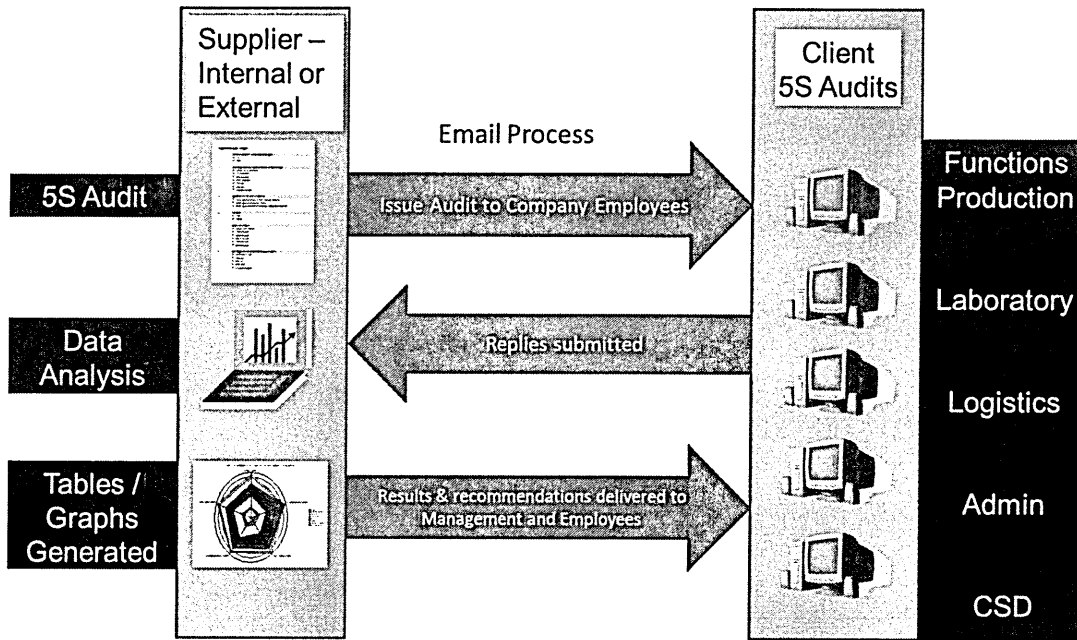 Supplier –
Internal or
External
Client
5S Audits
Email Process
5S Audit
Issue Audit to Company Employees
Functions
Production
Laboratory
Data
Analysis
Replies submitted
Logistics
Tables /
Graphs
Generated
Results & recommendations delivered to
Management and Employees
Admin
CSD